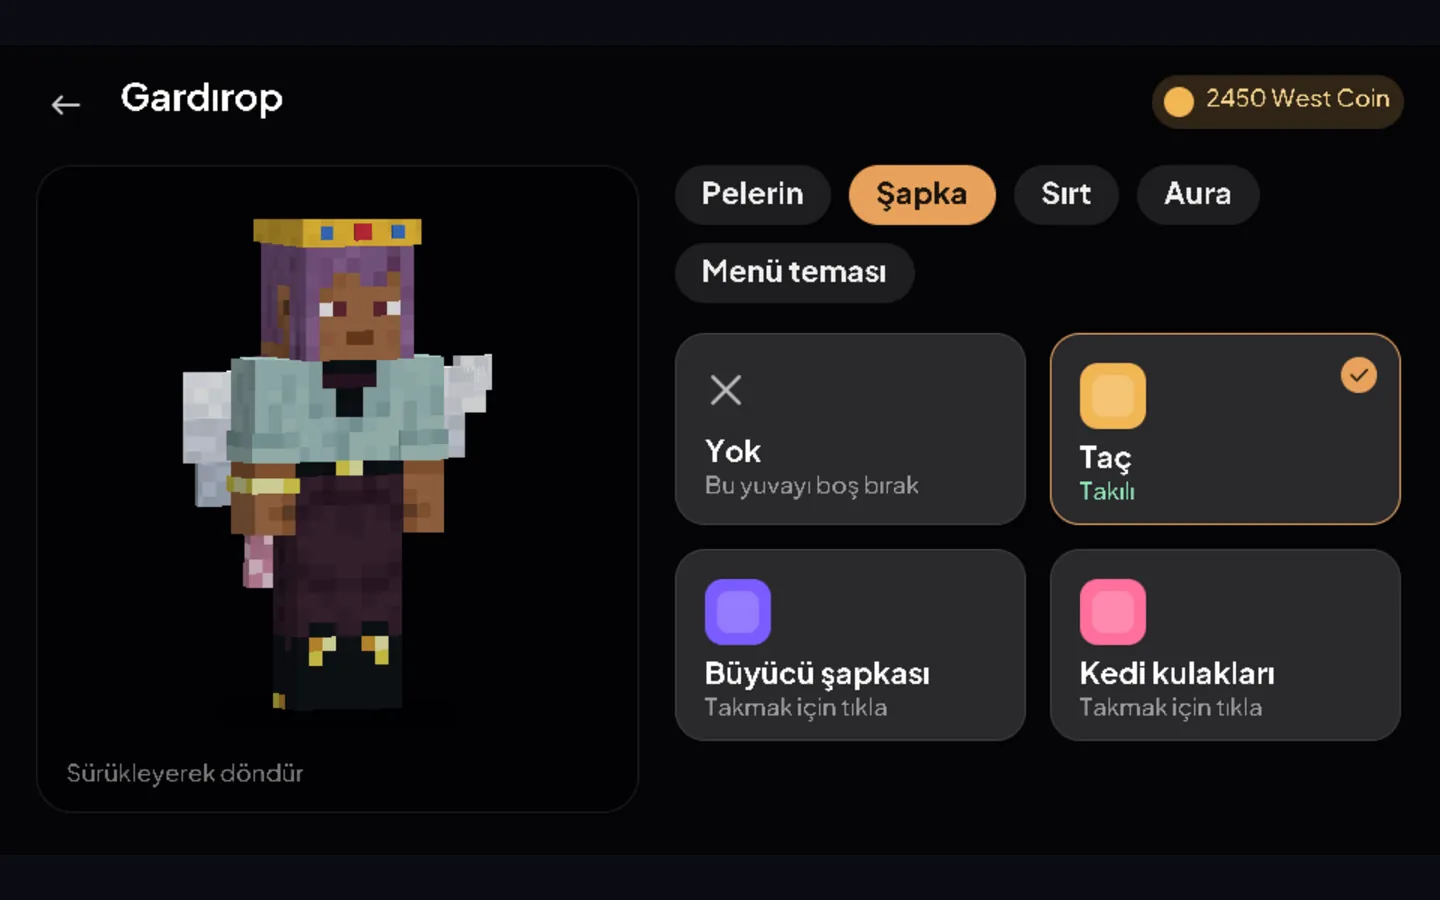 Gardırop
2450 West Coin
Pelerin
Şapka
Sırt
Aura
Menü teması
Yok
Bu yuvayı boş bırak
Taç
Takılı
Büyücü şapkası
Takmak için tıkla
Kedi kulakları
Takmak için tıkla
Sürükleyerek döndür